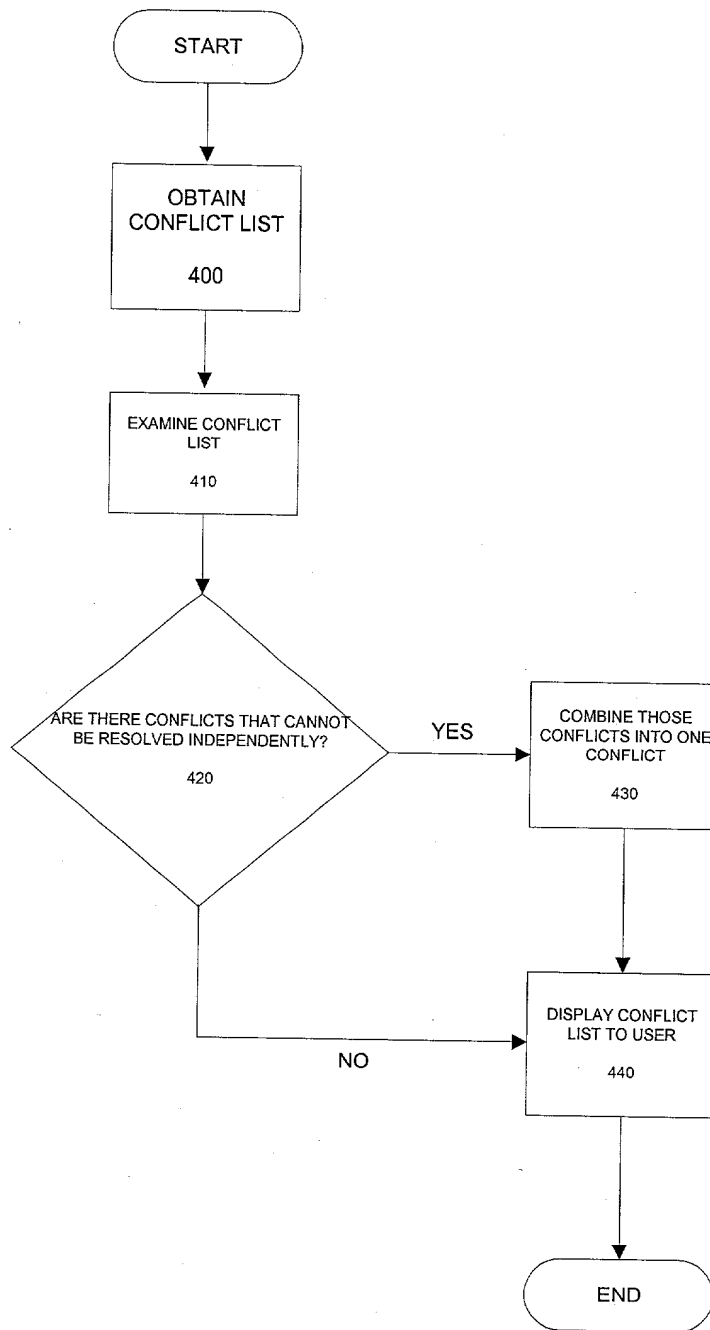 START
OBTAIN
CONFLICT LIST
400
EXAMINE CONFLICT
LIST
410
ARE THERE CONFLICTS THAT CANNOT
BE RESOLVED INDEPENDENTLY?
420
YES
COMBINE THOSE
CONFLICTS INTO ONE
CONFLICT
430
NO
DISPLAY CONFLICT
LIST TO USER
440
END